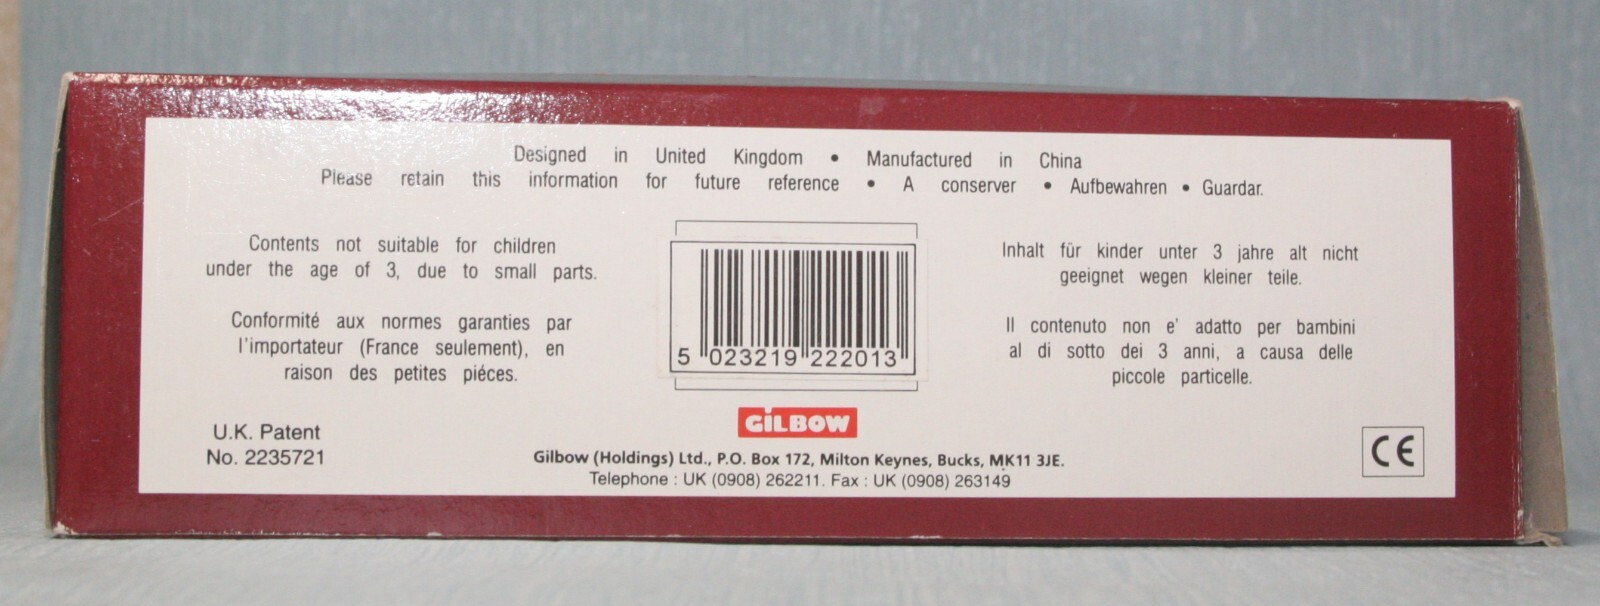 Designed in United Kingdom • Manufactured in China
Please retain this information for future reference • A conserver • Aufbewahren • Guardar.
Contents not suitable for children
under the age of 3, due to small parts.
Conformité aux normes garanties par
l'importateur (France seulement), en
raison des petites piéces.
U.K. Patent
No. 2235721
5 023219 222013
GILBOW
Gilbow (Holdings) Ltd., P.O. Box 172, Milton Keynes, Bucks, MK11 3JE.
Telephone : UK (0908) 262211. Fax : UK (0908) 263149
Inhalt für kinder unter 3 jahre alt nicht
geeignet wegen kleiner teile.
Il contenuto non e' adatto per bambini
al di sotto dei 3 anni, a causa delle
piccole particelle.
CE